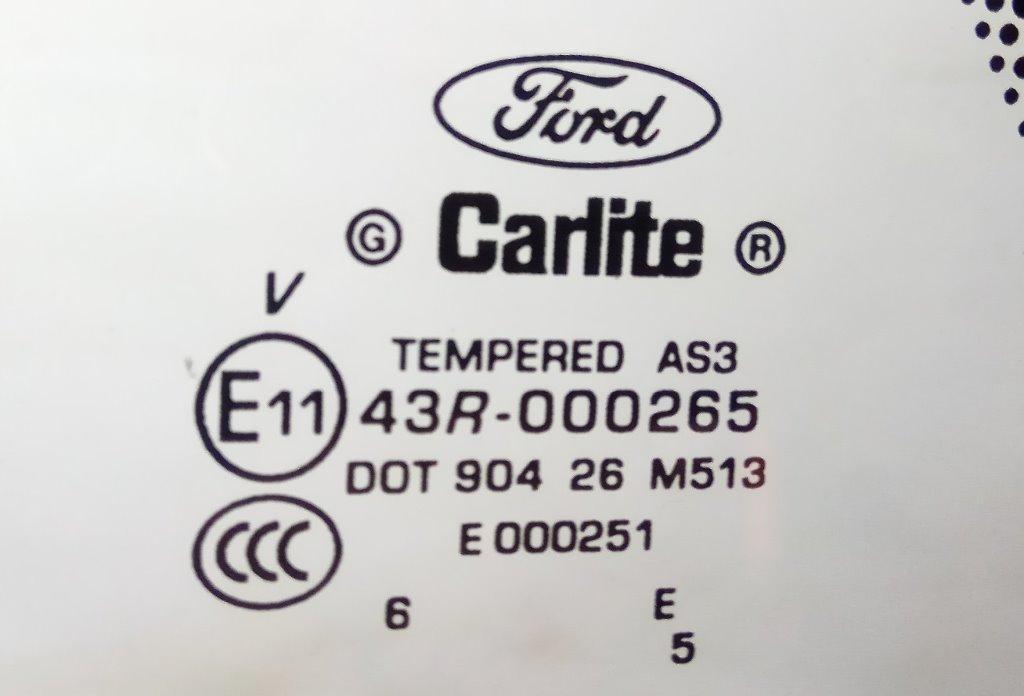 Ford
G Carlite ®
V
TEMPERED AS3
E11 43R-000265
DOT 904 26 M513
CCC E 000251
6 E
5